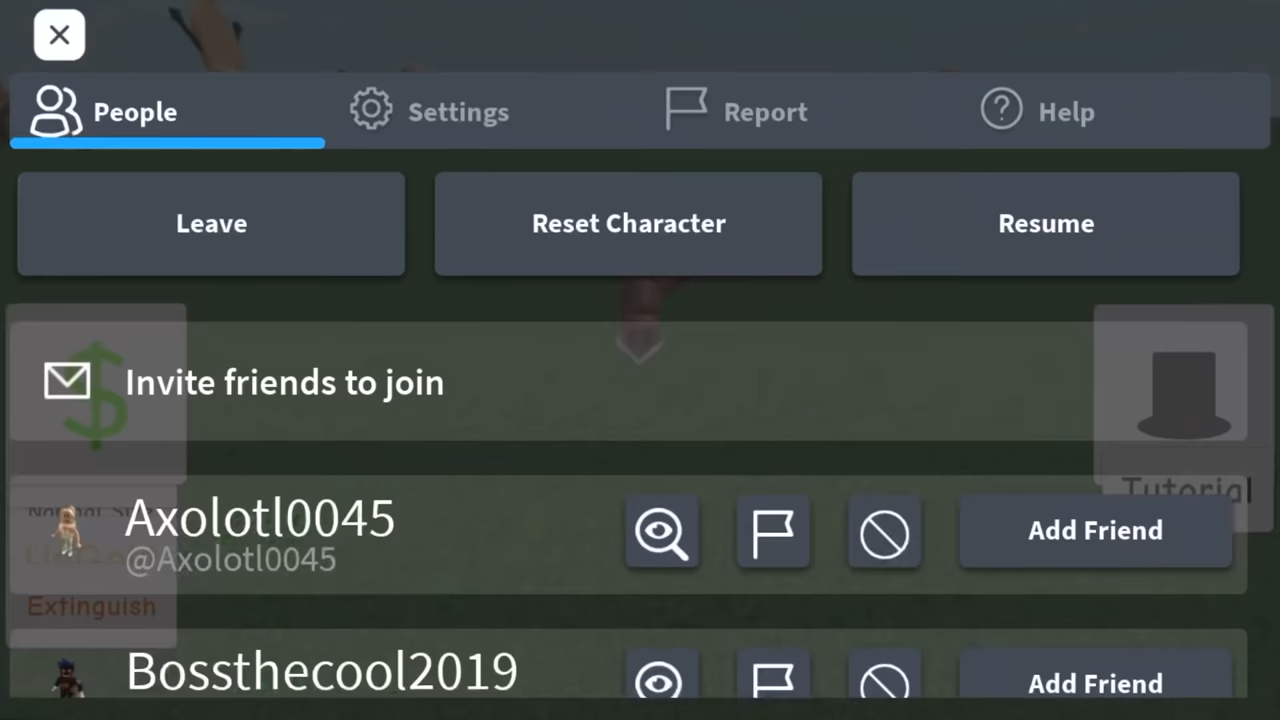 People
Settings
Report
Help
Leave
Reset Character
Resume
Invite friends to join
Tutorial
Axolotl0045
@Axolotl0045
Add Friend
Extinguish
Bossthecool2019
Add Friend